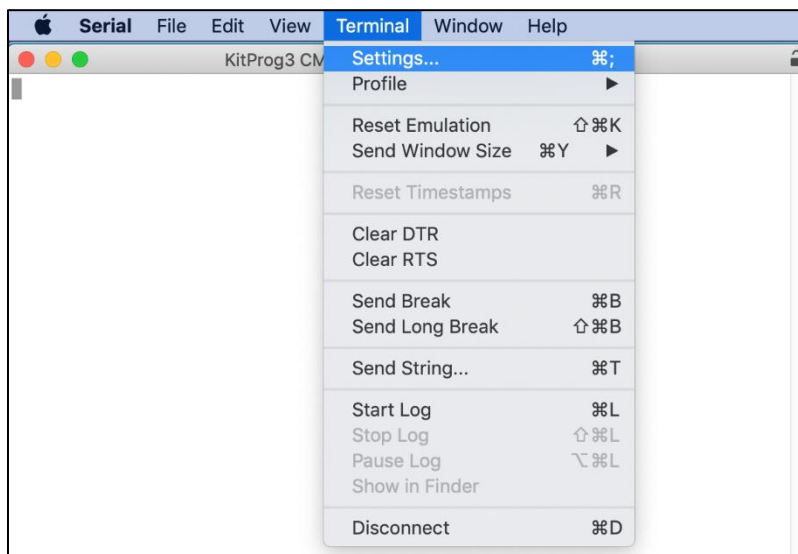 Serial File Edit View Terminal Window Help
KitProg3 CM
Settings... ⌘;
Profile ▶
Reset Emulation ⇧⌘K
Send Window Size ⌘Y ▶
Reset Timestamps ⌘R
Clear DTR
Clear RTS
Send Break ⌘B
Send Long Break ⇧⌘B
Send String... ⌘T
Start Log ⌘L
Stop Log ⇧⌘L
Pause Log ⌥⌘L
Show in Finder
Disconnect ⌘D